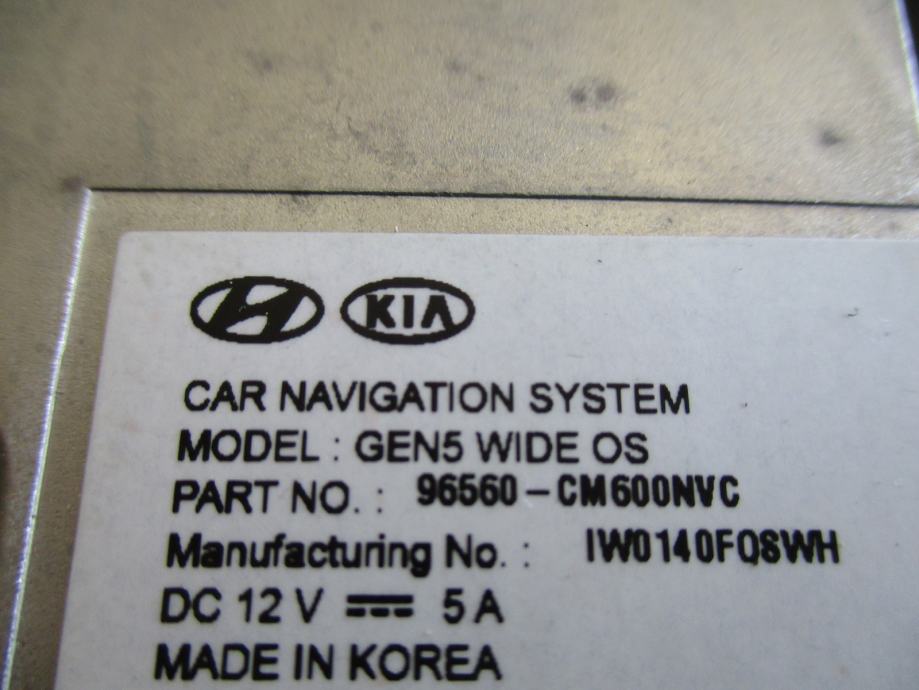 KIA
CAR NAVIGATION SYSTEM
MODEL : GEN5 WIDE OS
PART NO. : 96560-CM600NVC
Manufacturing No. : IW0140FQSWH
DC 12 V ⎓ 5 A
MADE IN KOREA